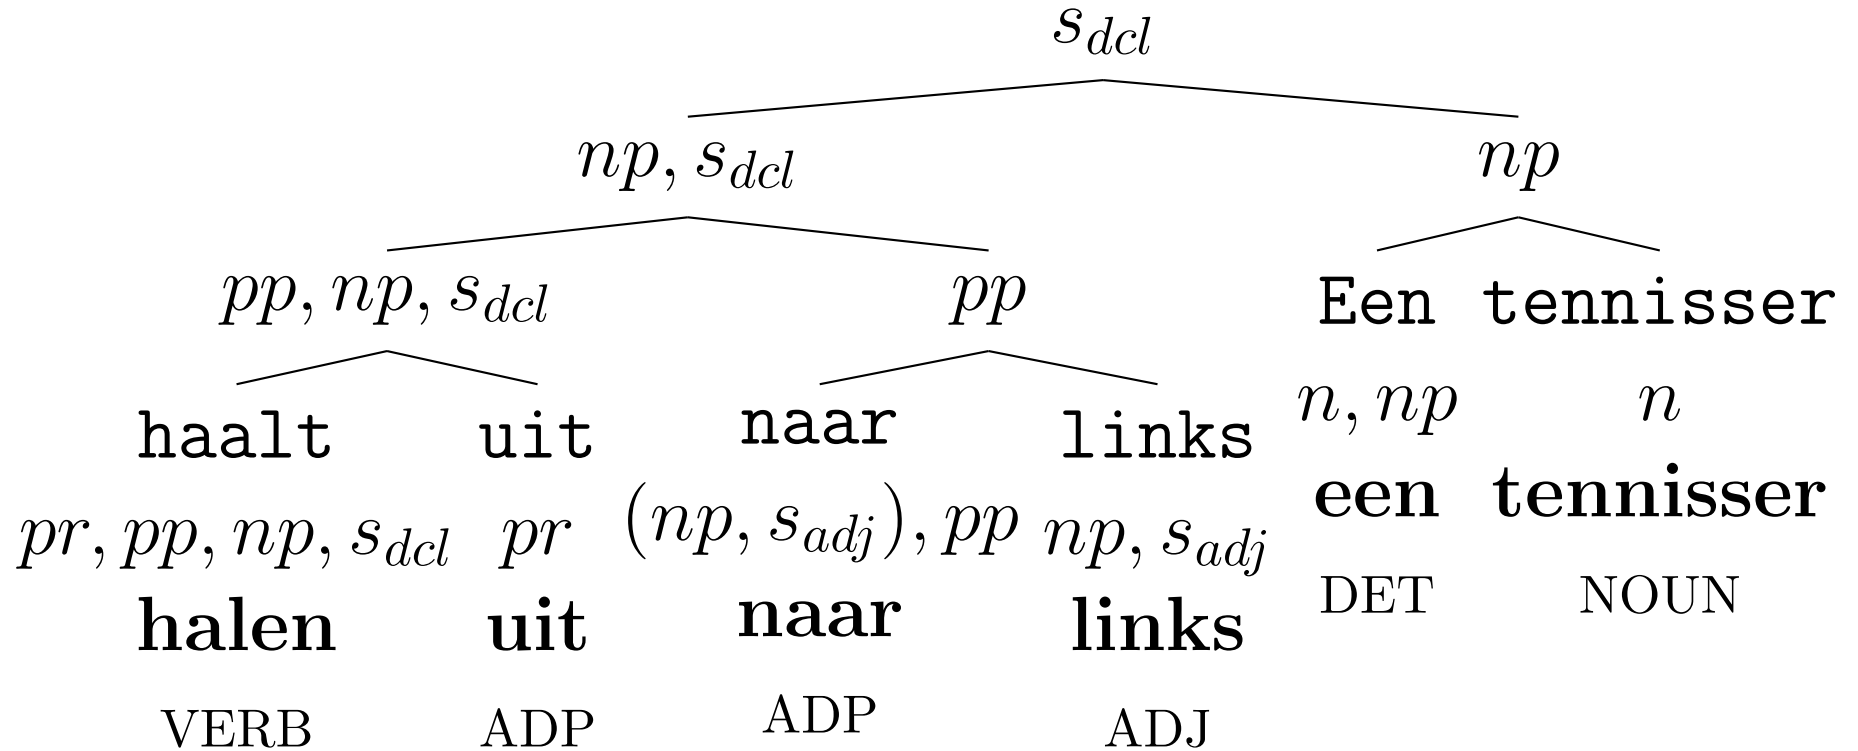 s_dcl
np, s_dcl np
pp, np, s_dcl pp Een tennisser
haalt uit naar links n, np n
pr, pp, np, s_dcl pr (np, s_adj), pp np, s_adj een tennisser
halen uit naar links DET NOUN
VERB ADP ADP ADJ